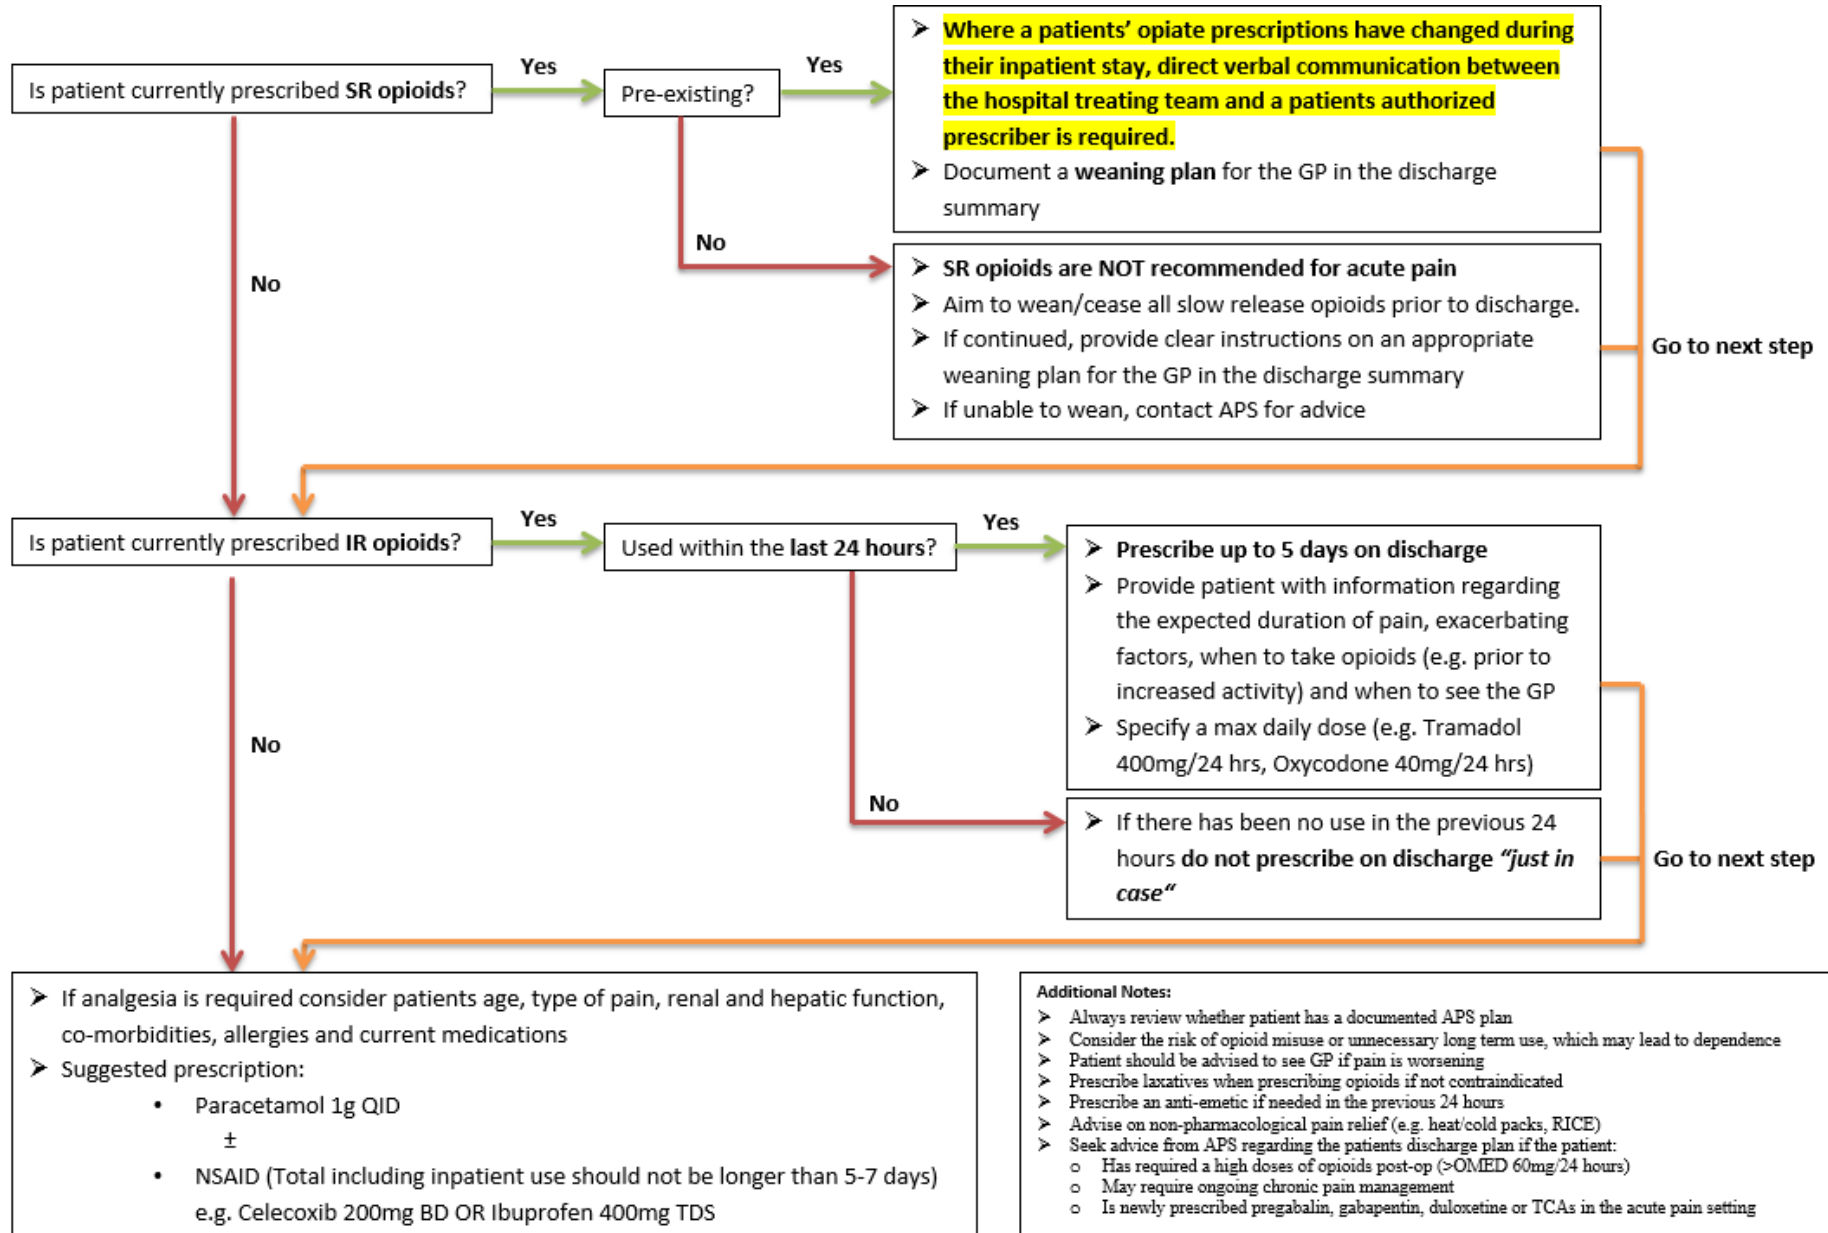 Is patient currently prescribed SR opioids?
Yes
Pre-existing?
Yes
➢ Where a patients’ opiate prescriptions have changed during
their inpatient stay, direct verbal communication between
the hospital treating team and a patients authorized
prescriber is required.
➢ Document a weaning plan for the GP in the discharge
summary
No
No
➢ SR opioids are NOT recommended for acute pain
➢ Aim to wean/cease all slow release opioids prior to discharge.
➢ If continued, provide clear instructions on an appropriate
weaning plan for the GP in the discharge summary
➢ If unable to wean, contact APS for advice
Go to next step
Is patient currently prescribed IR opioids?
Yes
Used within the last 24 hours?
Yes
➢ Prescribe up to 5 days on discharge
➢ Provide patient with information regarding
the expected duration of pain, exacerbating
factors, when to take opioids (e.g. prior to
increased activity) and when to see the GP
➢ Specify a max daily dose (e.g. Tramadol
400mg/24 hrs, Oxycodone 40mg/24 hrs)
No
No
➢ If there has been no use in the previous 24
hours do not prescribe on discharge “just in
case“
Go to next step
➢ If analgesia is required consider patients age, type of pain, renal and hepatic function,
co-morbidities, allergies and current medications
➢ Suggested prescription:
• Paracetamol 1g QID
±
• NSAID (Total including inpatient use should not be longer than 5-7 days)
e.g. Celecoxib 200mg BD OR Ibuprofen 400mg TDS
Additional Notes:
➢ Always review whether patient has a documented APS plan
➢ Consider the risk of opioid misuse or unnecessary long term use, which may lead to dependence
➢ Patient should be advised to see GP if pain is worsening
➢ Prescribe laxatives when prescribing opioids if not contraindicated
➢ Prescribe an anti-emetic if needed in the previous 24 hours
➢ Advise on non-pharmacological pain relief (e.g. heat/cold packs, RICE)
➢ Seek advice from APS regarding the patients discharge plan if the patient:
o Has required a high doses of opioids post-op (>OMED 60mg/24 hours)
o May require ongoing chronic pain management
o Is newly prescribed pregabalin, gabapentin, duloxetine or TCAs in the acute pain setting